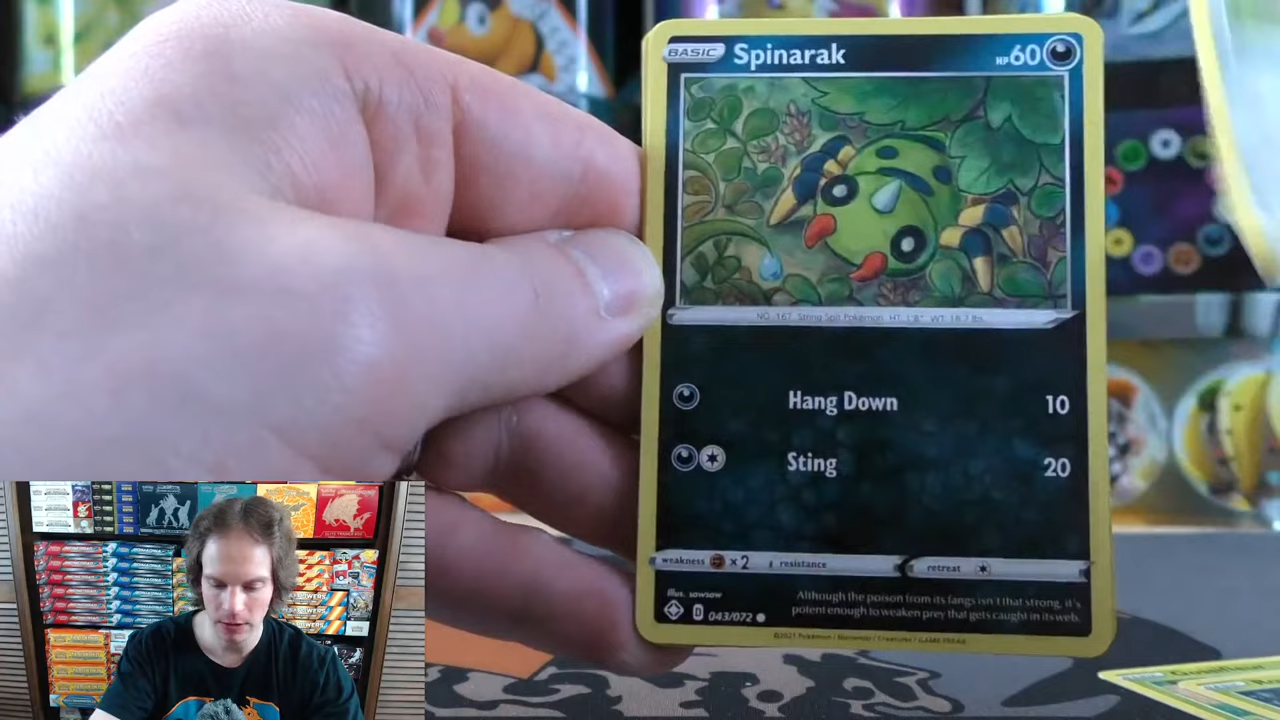 BASIC Spinarak HP 60
NO. 167 String Spit Pokémon HT: 1'8" WT: 18.7 lbs.
Hang Down 10
Sting 20
weakness ×2 resistance retreat
Illus. sowsow
Although the poison from its fangs isn't that strong, it's
potent enough to weaken prey that gets caught in its web.
D 043/072
©2021 Pokémon / Nintendo / Creatures / GAME FREAK